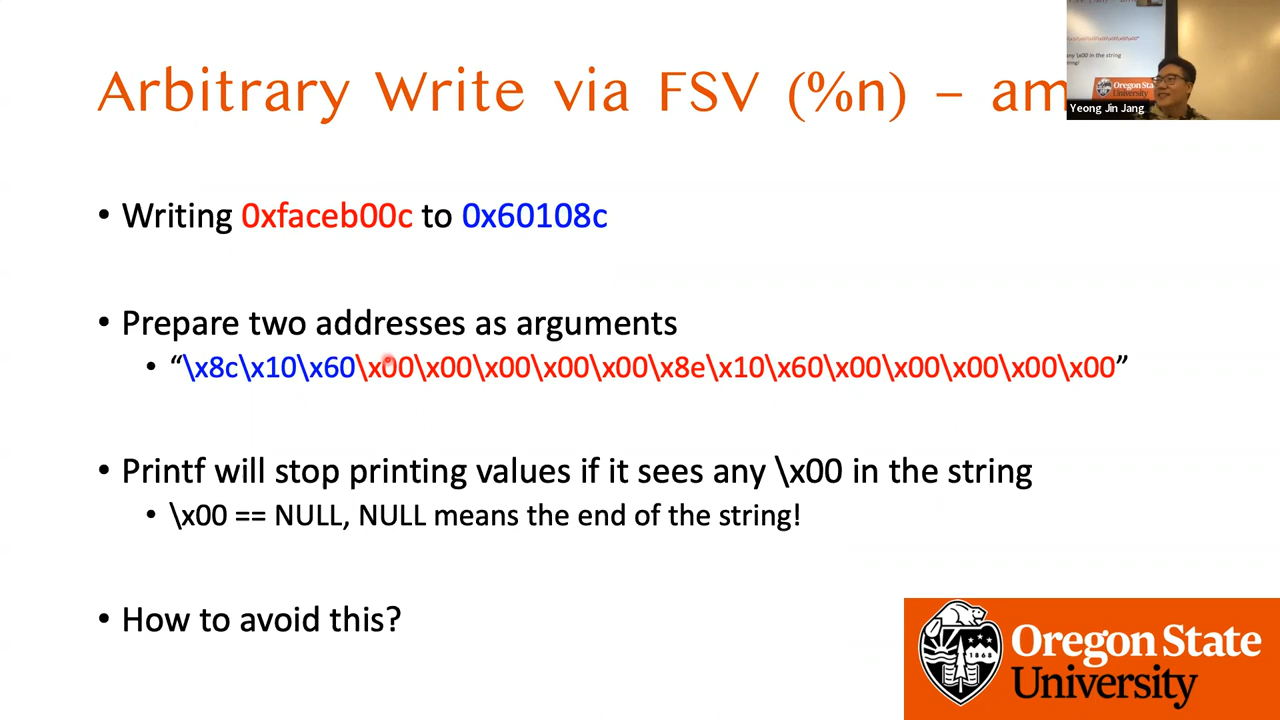 Arbitrary Write via FSV (%n) – am
Yeong Jin Jang
• Writing 0xfaceb00c to 0x60108c
• Prepare two addresses as arguments
• “\x8c\x10\x60\x00\x00\x00\x00\x00\x8e\x10\x60\x00\x00\x00\x00\x00”
• Printf will stop printing values if it sees any \x00 in the string
• \x00 == NULL, NULL means the end of the string!
• How to avoid this?
Oregon State
University